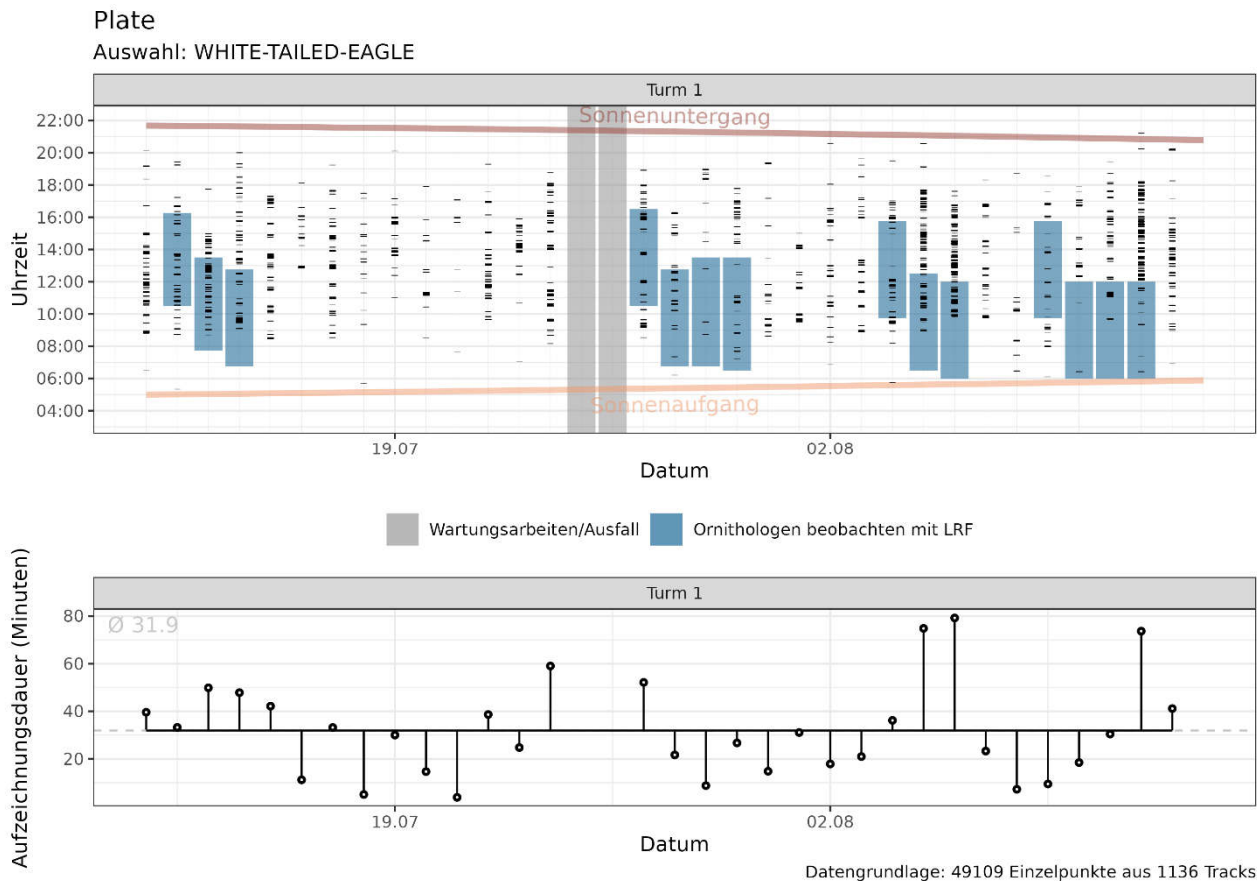 Plate
Auswahl: WHITE-TAILED-EAGLE
Turm 1
Sonnenuntergang
22:00
20:00
18:00
16:00
14:00
12:00
10:00
08:00
06:00
04:00
Uhrzeit
Sonnenaufgang
19.07
02.08
Datum
Wartungsarbeiten/Ausfall
Ornithologen beobachten mit LRF
Turm 1
Aufzeichnungsdauer (Minuten)
Ø 31.9
80
60
40
20
19.07
02.08
Datum
Datengrundlage: 49109 Einzelpunkte aus 1136 Tracks